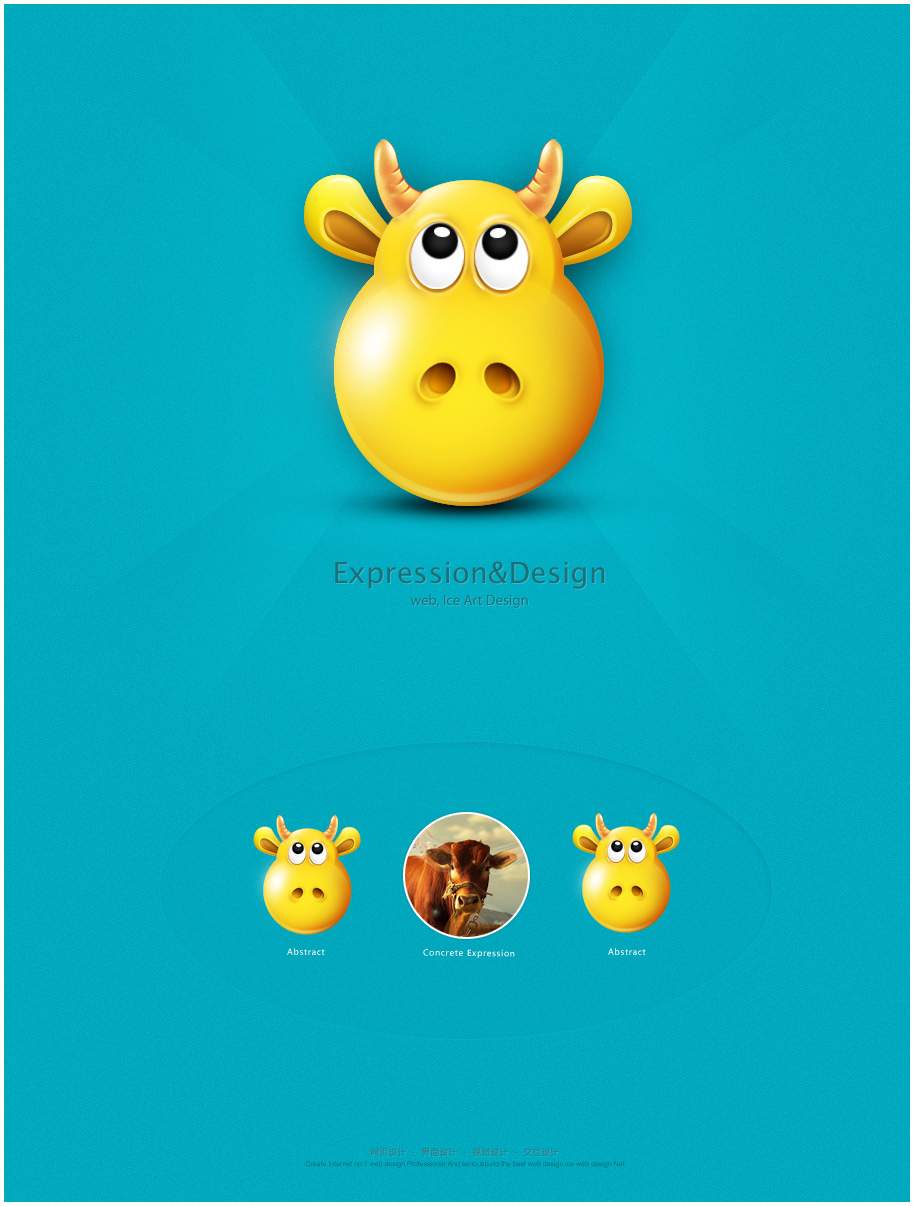 Expression&Design
web, Ice Art Design
Abstract
Concrete Expression
Abstract
网页设计 - 界面设计 - 视觉设计 - 交互设计
Create Internet no 1 web design Professional And serious build the best web design ice web design Net